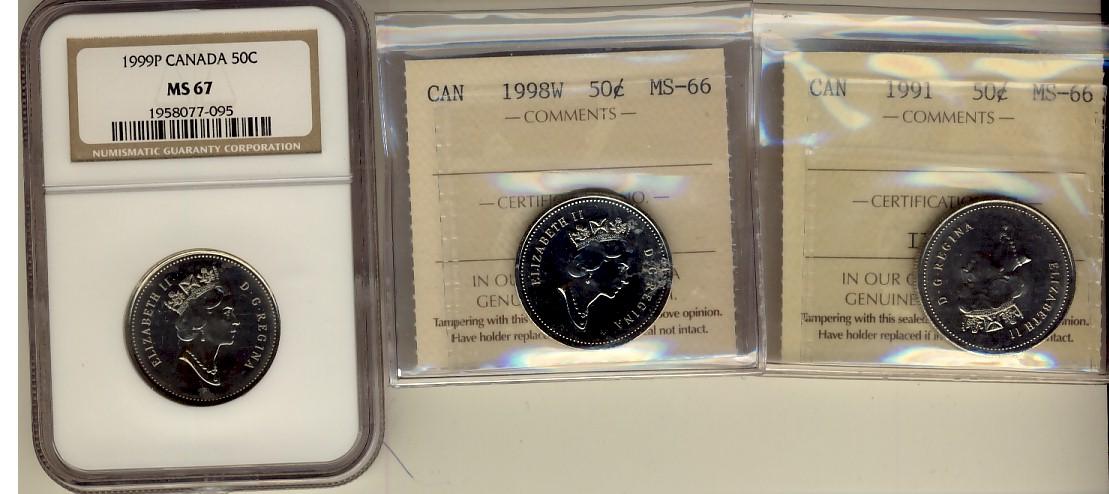 1999P CANADA 50C
MS 67
1958077-095
NUMISMATIC GUARANTY CORPORATION
ELIZABETH II D·G·REGINA
CAN 1998W 50¢ MS-66
— COMMENTS —
— CERTIFI O. —
IN OU A
GENU
Tampering with this ove opinion.
Have holder replace al not intact.
ELIZABETH II D·G·REGINA
CAN 1991 50¢ MS-66
— COMMENTS —
— CERTIFICATIO
IN OUR
GENUINE
Tampering with this seale inion.
Have holder replaced if tact.
ELIZABETH II D·G·REGINA